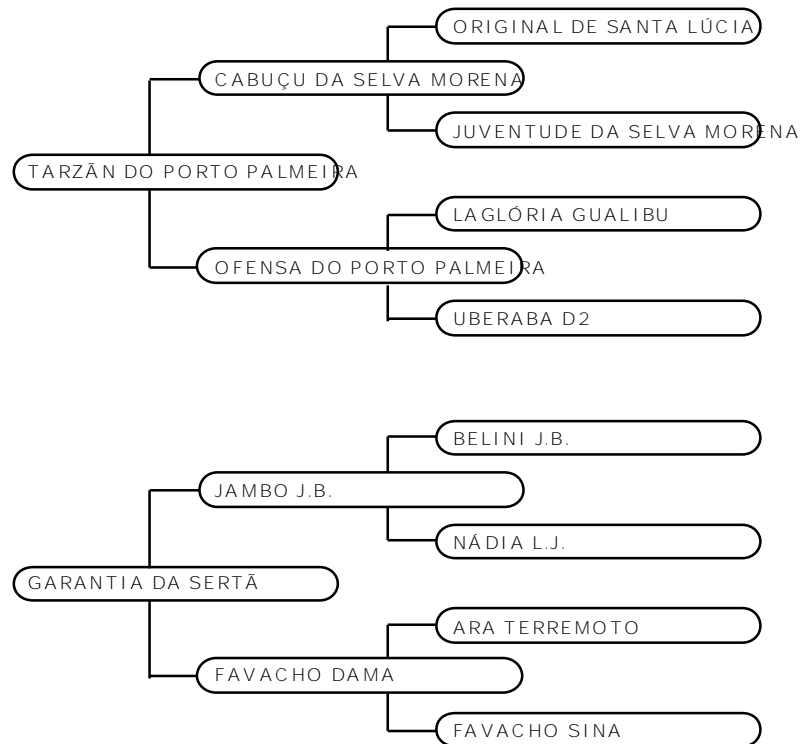 ORIGINAL DE SANTA LÚCIA
CABUÇU DA SELVA MORENA
JUVENTUDE DA SELVA MORENA
TARZÃN DO PORTO PALMEIRA
LAGLÓRIA GUALIBU
OFENSA DO PORTO PALMEIRA
UBERABA D2
BELINI J.B.
JAMBO J.B.
NÁDIA L.J.
GARANTIA DA SERTÃ
ARA TERREMOTO
FAVACHO DAMA
FAVACHO SINA